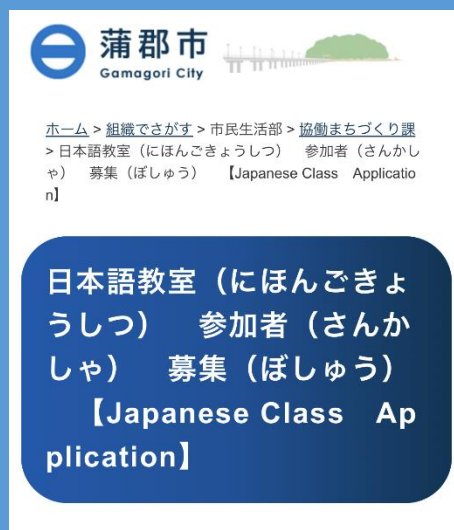 蒲郡市
Gamagori City
ホーム > 組織でさがす > 市民生活部 > 協働まちづくり課
> 日本語教室（にほんごきょうしつ）　参加者（さんかし
ゃ）　募集（ぼしゅう）　【Japanese Class　Applicatio
n】
日本語教室（にほんごきょ
うしつ）　参加者（さんか
しゃ）　募集（ぼしゅう）
【Japanese Class　Ap
plication】